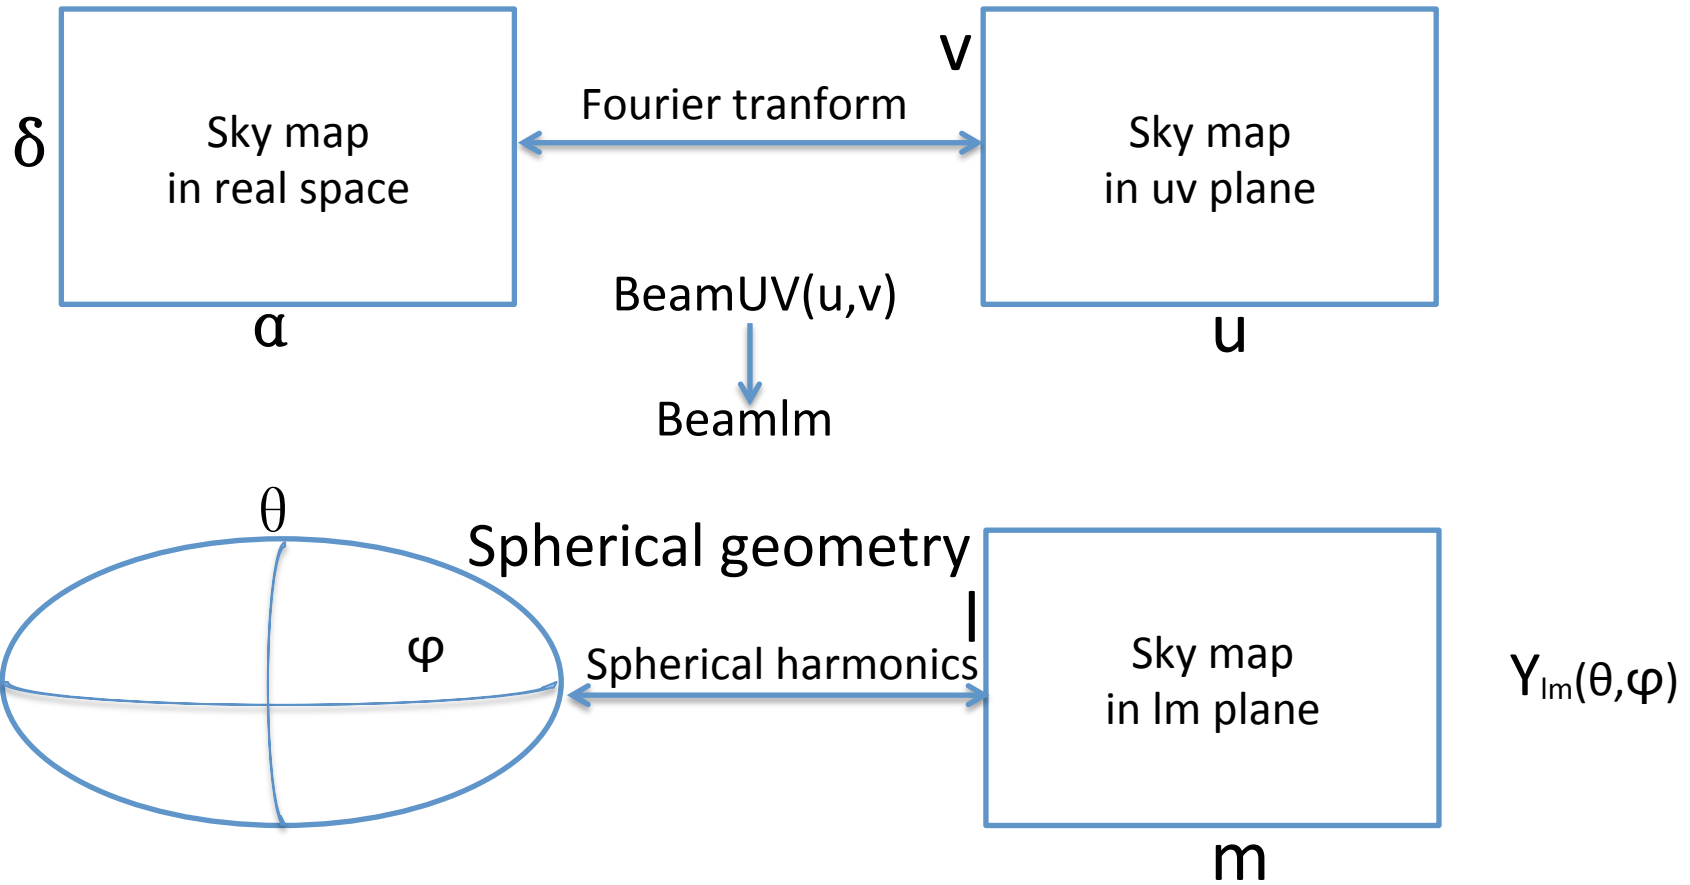 δ
Sky map
in real space
α
Fourier tranform
v
Sky map
in uv plane
u
BeamUV(u,v)
Beamlm
θ
φ
Spherical geometry
Spherical harmonics
l
Sky map
in lm plane
m
Ylm(θ,φ)